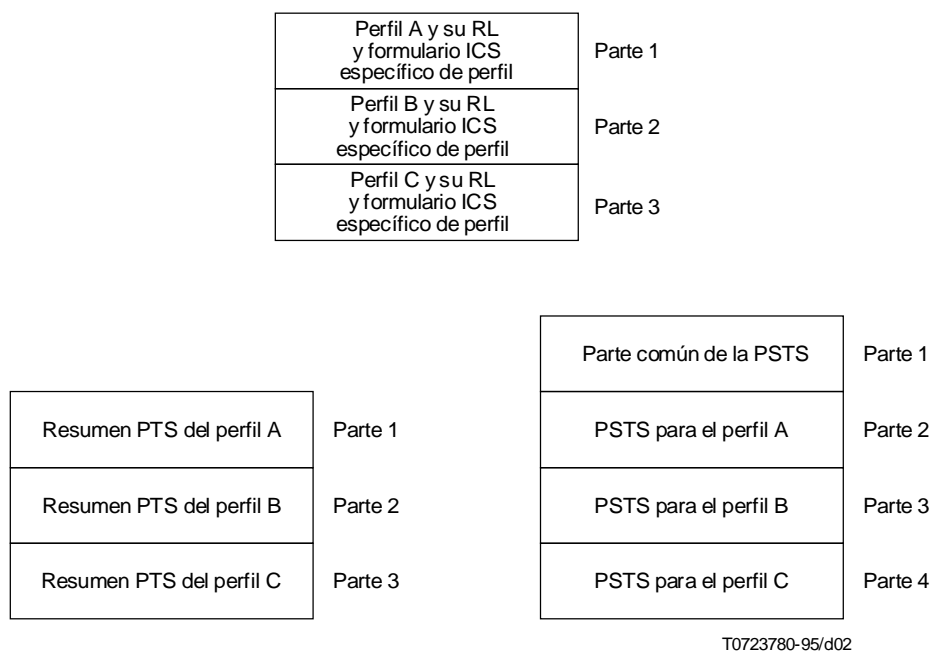 Perfil A y su RL
y formulario ICS
específico de perfil
Parte 1
Perfil B y su RL
y formulario ICS
específico de perfil
Parte 2
Perfil C y su RL
y formulario ICS
específico de perfil
Parte 3
Parte común de la PSTS
Parte 1
Resumen PTS del perfil A
Parte 1
PSTS para el perfil A
Parte 2
Resumen PTS del perfil B
Parte 2
PSTS para el perfil B
Parte 3
Resumen PTS del perfil C
Parte 3
PSTS para el perfil C
Parte 4
T0723780-95/d02